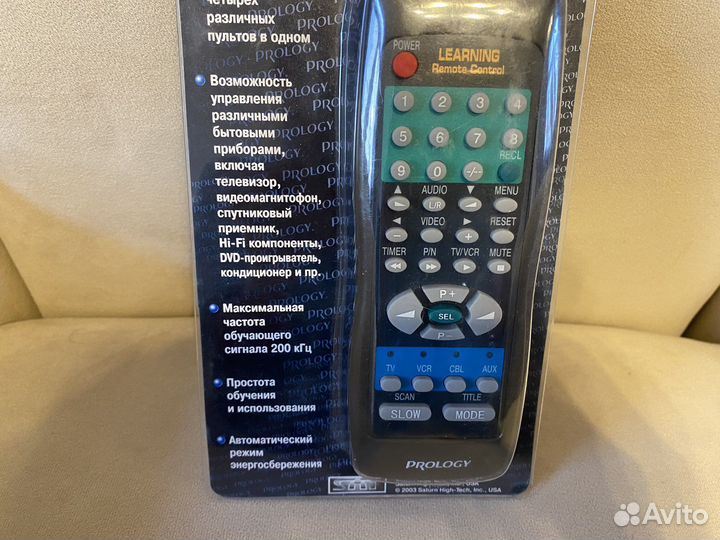 четырех
различных
пультов в одном
Возможность
управления
различными
бытовыми
приборами,
включая
телевизор,
видеомагнитофон,
спутниковый
приемник,
Hi-Fi компоненты,
DVD-проигрыватель,
кондиционер и пр.
Максимальная
частота
обучающего
сигнала 200 кГц
Простота
обучения
и использования
Автоматический
режим
энергосбережения
POWER
LEARNING
Remote Control
1 2 3 4
5 6 7 8
RECL
9 0 -/--
AUDIO MENU
L/R
VIDEO RESET
− +
TIMER P/N TV/VCR MUTE
P+
SEL
P−
TV VCR CBL AUX
SCAN TITLE
SLOW MODE
PROLOGY
© 2003 Saturn High-Tech, Inc., USA
Avito